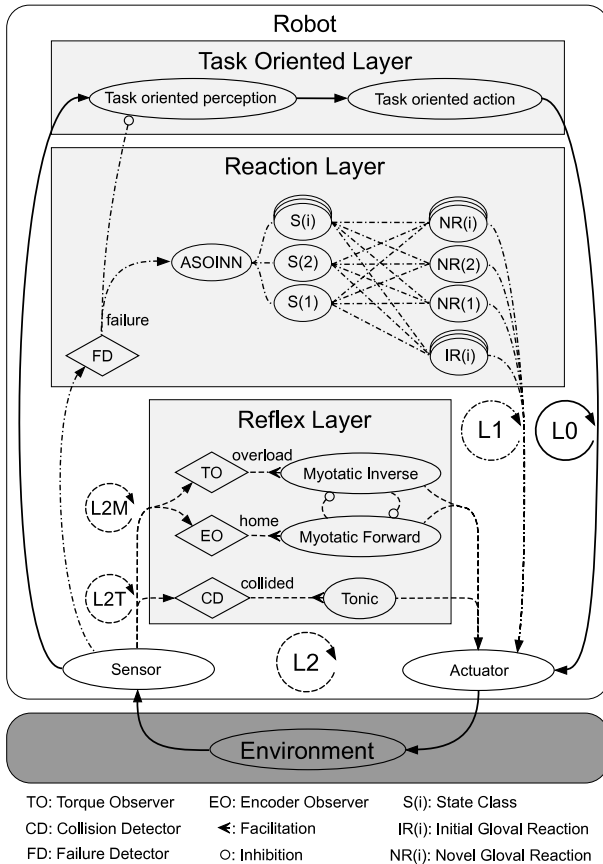 Robot
Task Oriented Layer
Task oriented perception
Task oriented action
Reaction Layer
S(i)
NR(i)
ASOINN
S(2)
NR(2)
S(1)
NR(1)
failure
FD
IR(i)
L1
L0
Reflex Layer
overload
TO
Myotatic Inverse
L2M
home
EO
Myotatic Forward
collided
L2T
CD
Tonic
L2
Sensor
Actuator
Environment
TO: Torque Observer
EO: Encoder Observer
S(i): State Class
CD: Collision Detector
: Facilitation
IR(i): Initial Gloval Reaction
FD: Failure Detector
: Inhibition
NR(i): Novel Gloval Reaction